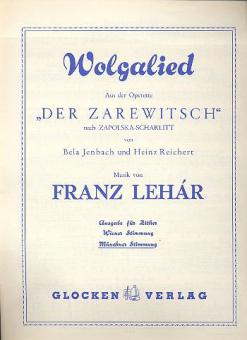 Wolgalied
Aus der Operette
„DER ZAREWITSCH“
nach ZAPOLSKA-SCHARLITT
von
Bela Jenbach und Heinz Reichert
Musik von
FRANZ LEHÁR
Ausgabe für Zither
Wiener Stimmung
Münchner Stimmung
GLOCKEN VERLAG